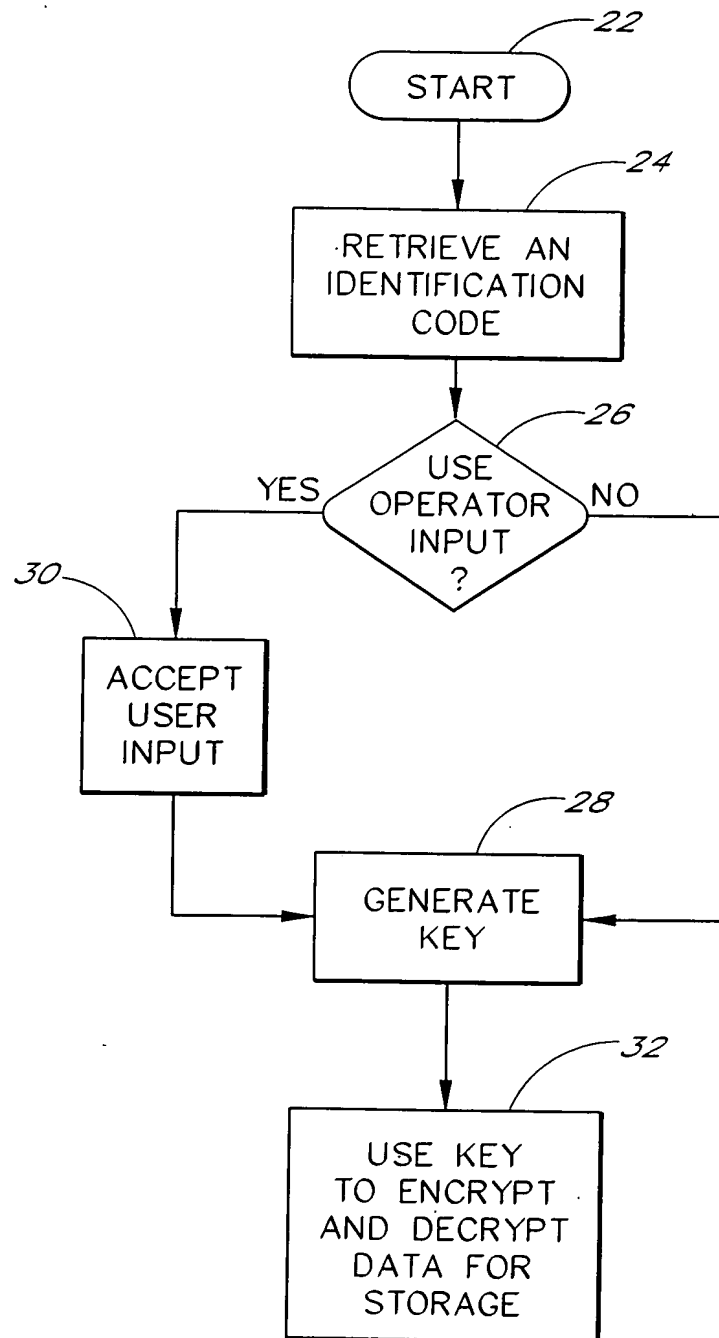 22
START
24
RETRIEVE AN
IDENTIFICATION
CODE
26
USE
OPERATOR
INPUT
?
YES
NO
30
ACCEPT
USER
INPUT
28
GENERATE
KEY
32
USE KEY
TO ENCRYPT
AND DECRYPT
DATA FOR
STORAGE